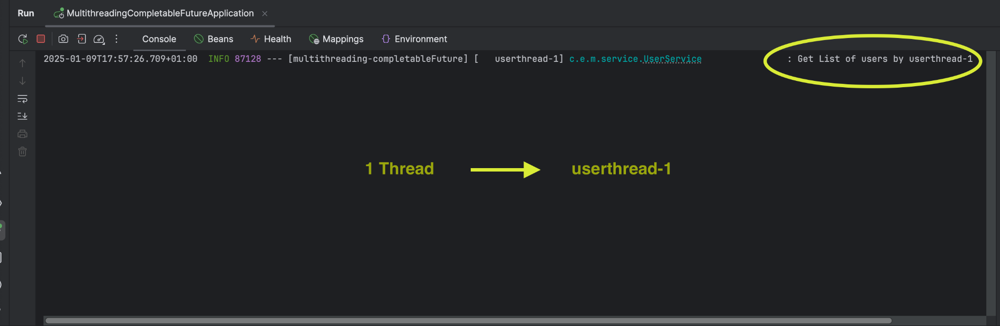 Run MultithreadingCompletableFutureApplication
Console Beans Health Mappings Environment
2025-01-09T17:57:26.709+01:00  INFO 87128 --- [multithreading-completableFuture] [   userthread-1] c.e.m.service.UserService                : Get List of users by userthread-1
1 Thread userthread-1